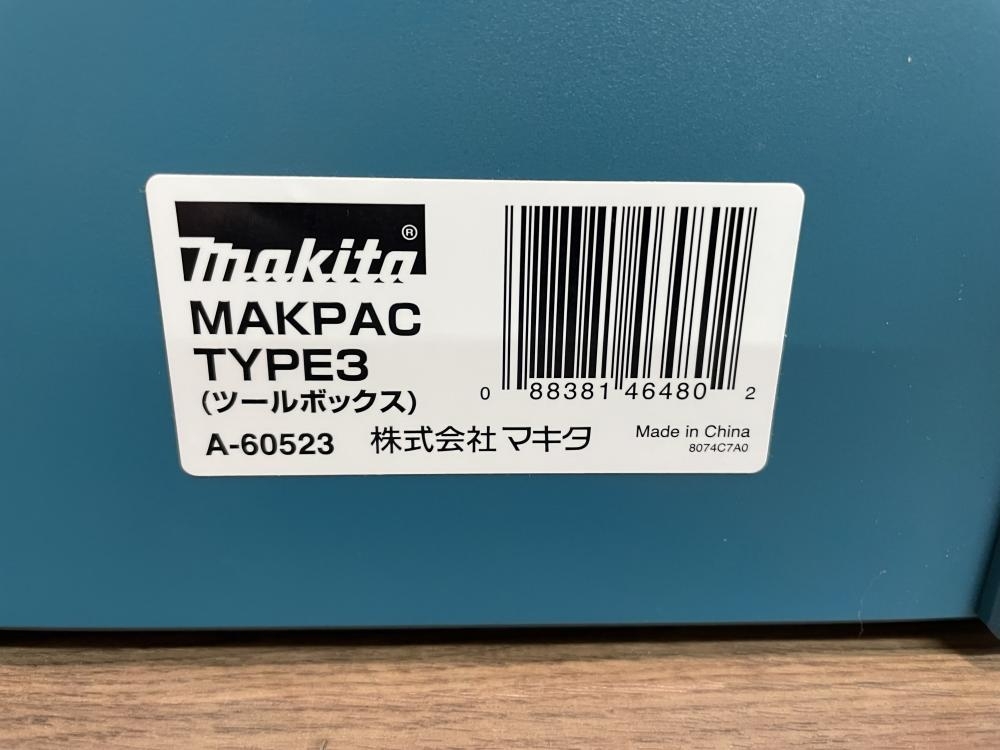 makita®
MAKPAC
TYPE3
(ツールボックス)
A-60523 株式会社マキタ
0 88381 46480 2
Made in China
8074C7A0